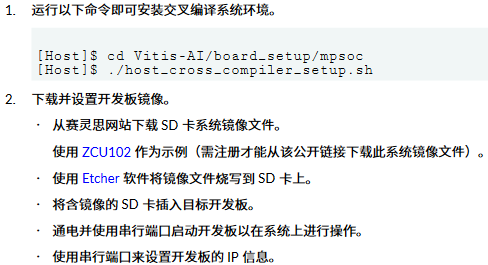 1. 运行以下命令即可安装交叉编译系统环境。
[Host]$ cd Vitis-AI/board_setup/mpsoc
[Host]$ ./host_cross_compiler_setup.sh
2. 下载并设置开发板镜像。
· 从赛灵思网站下载 SD 卡系统镜像文件。
使用 ZCU102 作为示例（需注册才能从该公开链接下载此系统镜像文件）。
· 使用 Etcher 软件将镜像文件烧写到 SD 卡上。
· 将含镜像的 SD 卡插入目标开发板。
· 通电并使用串行端口启动开发板以在系统上进行操作。
· 使用串行端口来设置开发板的 IP 信息。